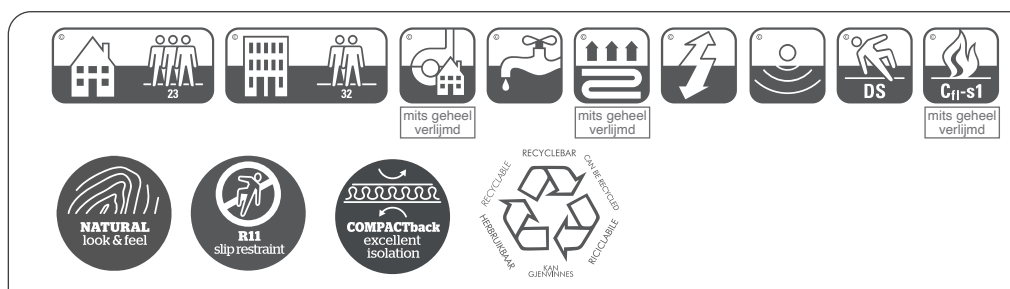 23
32
DS
Cfl-s1
mits geheel
verlijmd
mits geheel
verlijmd
mits geheel
verlijmd
NATURAL
look & feel
R11
slip restraint
COMPACTback
excellent
isolation
RECYCLEBAR
CAN BE RECYCLED
RICICLABILE
KAN
GJENVINNES
HERBRUIKBAAR
RECYCLABLE